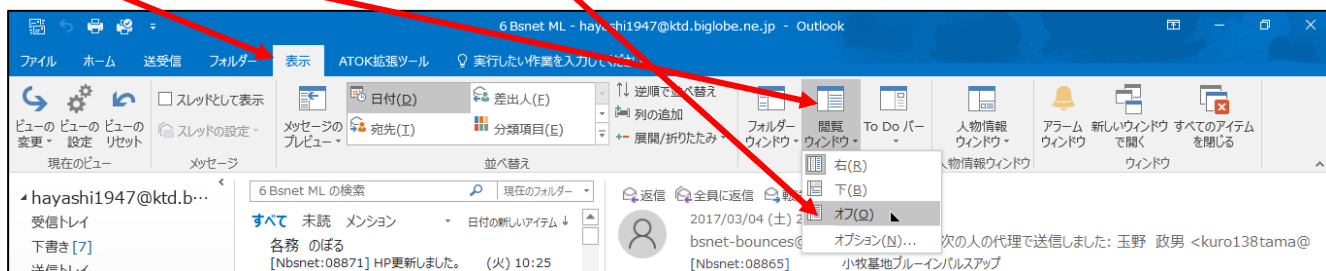 6 Bsnet ML - hayashi1947@ktd.biglobe.ne.jp - Outlook
ファイル ホーム 送受信 フォルダー 表示 ATOK拡張ツール 実行したい作業を入力して
スレッドとして表示
スレッドの設定
ビューの変更 ビューの設定 ビューのリセット
現在のビュー
メッセージ
メッセージのプレビュー
日付(D) 差出人(E)
宛先(T) 分類項目(E)
逆順で並べ替え
列の追加
展開/折りたたみ
並べ替え
フォルダーウィンドウ 閲覧ウィンドウ To Do バー
人物情報ウィンドウ
人物情報ウィンドウ
アラームウィンドウ 新しいウィンドウで開く すべてのアイテムを閉じる
ウィンドウ
右(R)
下(B)
オフ(O)
オプション(N)...
hayashi1947@ktd.b…
受信トレイ
下書き [7]
送信トレイ
6 Bsnet ML の検索 現在のフォルダー
すべて 未読 メンション 日付の新しいアイテム ↓
各務 のぼる
[Nbsnet:08871] HP更新しました。 (火) 10:25
返信 全員に返信
2017/03/04 (土) 2
bsnet-bounces@ 次の人の代理で送信しました: 玉野 政男 <kuro138tama@
[Nbsnet:08865] 小牧基地ブルーインパルスアップ